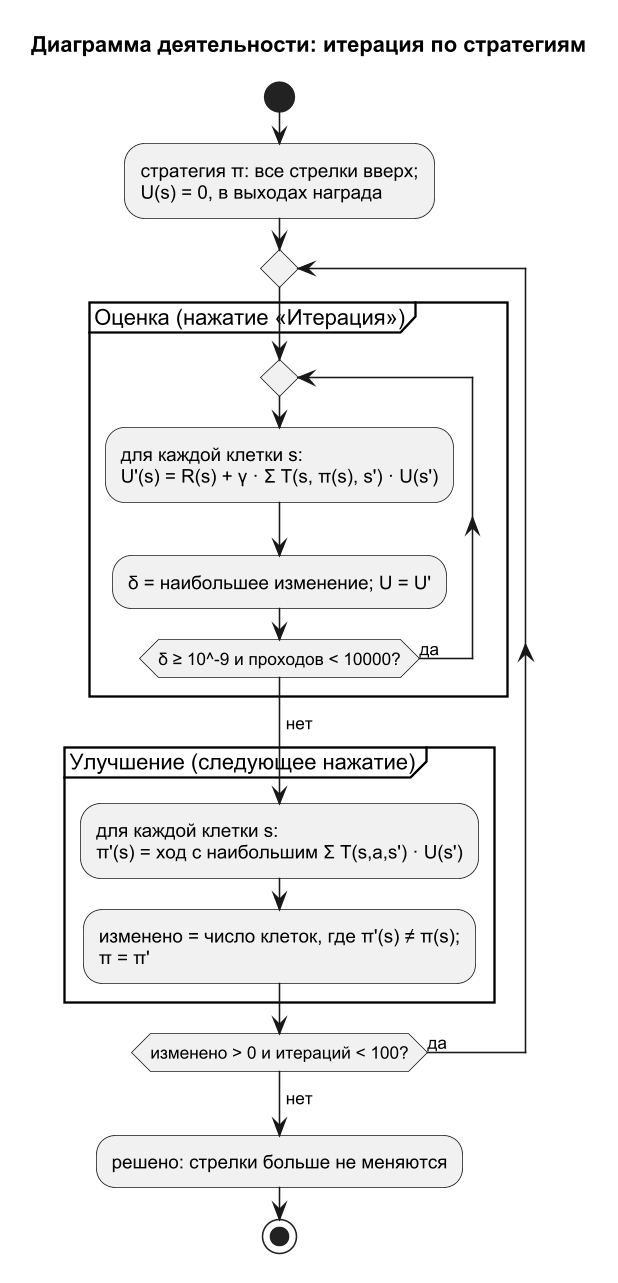 Диаграмма деятельности: итерация по стратегиям
стратегия π: все стрелки вверх;
U(s) = 0, в выходах награда
Оценка (нажатие «Итерация»)
для каждой клетки s:
U'(s) = R(s) + γ · Σ T(s, π(s), s') · U(s')
δ = наибольшее изменение; U = U'
δ ≥ 10^-9 и проходов < 10000?
да
нет
Улучшение (следующее нажатие)
для каждой клетки s:
π'(s) = ход с наибольшим Σ T(s,a,s') · U(s')
изменено = число клеток, где π'(s) ≠ π(s);
π = π'
изменено > 0 и итераций < 100?
да
нет
решено: стрелки больше не меняются